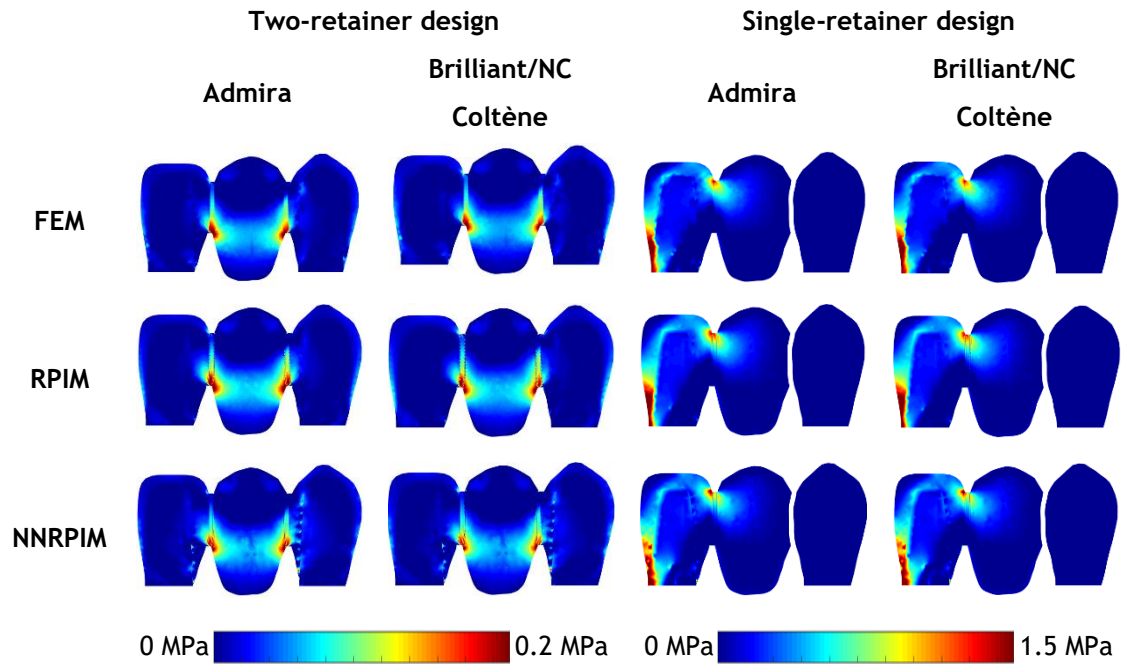 Two-retainer design Single-retainer design
Admira Brilliant/NC Coltène Admira Brilliant/NC Coltène
FEM
RPIM
NNRPIM
0 MPa 0.2 MPa 0 MPa 1.5 MPa